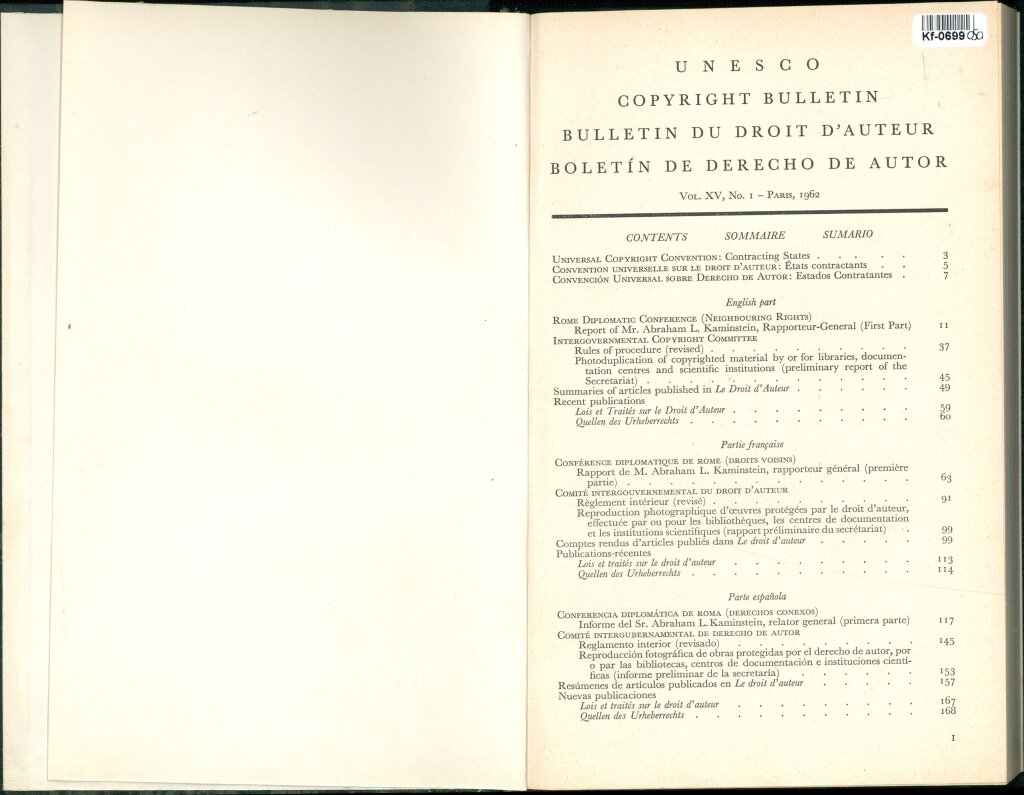 Kf-0699
UNESCO
COPYRIGHT BULLETIN
BULLETIN DU DROIT D'AUTEUR
BOLETÍN DE DERECHO DE AUTOR
VOL. XV, NO. 1 – PARIS, 1962
CONTENTS SOMMAIRE SUMARIO
UNIVERSAL COPYRIGHT CONVENTION: Contracting States . . . . . 3
CONVENTION UNIVERSELLE SUR LE DROIT D'AUTEUR: États contractants . . 5
CONVENCIÓN UNIVERSAL SOBRE DERECHO DE AUTOR: Estados Contratantes . 7
English part
ROME DIPLOMATIC CONFERENCE (NEIGHBOURING RIGHTS)
Report of Mr. Abraham L. Kaminstein, Rapporteur-General (First Part) 11
INTERGOVERNMENTAL COPYRIGHT COMMITTEE
Rules of procedure (revised) . . . . . . . . . 37
Photoduplication of copyrighted material by or for libraries, documen-
tation centres and scientific institutions (preliminary report of the
Secretariat) . . . . . . . . . . . . 45
Summaries of articles published in Le Droit d'Auteur . . . . . 49
Recent publications
Lois et Traités sur le Droit d'Auteur . . . . . . . . 59
Quellen des Urheberrechts . . . . . . . . . . 60
Partie française
CONFÉRENCE DIPLOMATIQUE DE ROME (DROITS VOISINS)
Rapport de M. Abraham L. Kaminstein, rapporteur général (première
partie) . . . . . . . . . . . . 63
COMITÉ INTERGOUVERNEMENTAL DU DROIT D'AUTEUR
Règlement intérieur (revisé) . . . . . . . . . 91
Reproduction photographique d'œuvres protégées par le droit d'auteur,
effectuée par ou pour les bibliothèques, les centres de documentation
et les institutions scientifiques (rapport préliminaire du secrétariat) . 99
Comptes rendus d'articles publiés dans Le droit d'auteur . . . . . 99
Publications récentes
Lois et traités sur le droit d'auteur . . . . . . . . 113
Quellen des Urheberrechts . . . . . . . . . . 114
Parte española
CONFERENCIA DIPLOMÁTICA DE ROMA (DERECHOS CONEXOS)
Informe del Sr. Abraham L. Kaminstein, relator general (primera parte) 117
COMITÉ INTERGUBERNAMENTAL DE DERECHO DE AUTOR
Reglamento interior (revisado) . . . . . . . . 145
Reproducción fotográfica de obras protegidas por el derecho de autor, por
o par las bibliotecas, centros de documentación e instituciones cientí-
ficas (informe preliminar de la secretaría) . . . . . . 153
Resúmenes de artículos publicados en Le droit d'auteur . . . . . 157
Nuevas publicaciones
Lois et traités sur le droit d'auteur . . . . . . . . 167
Quellen des Urheberrechts . . . . . . . . . . 168
1